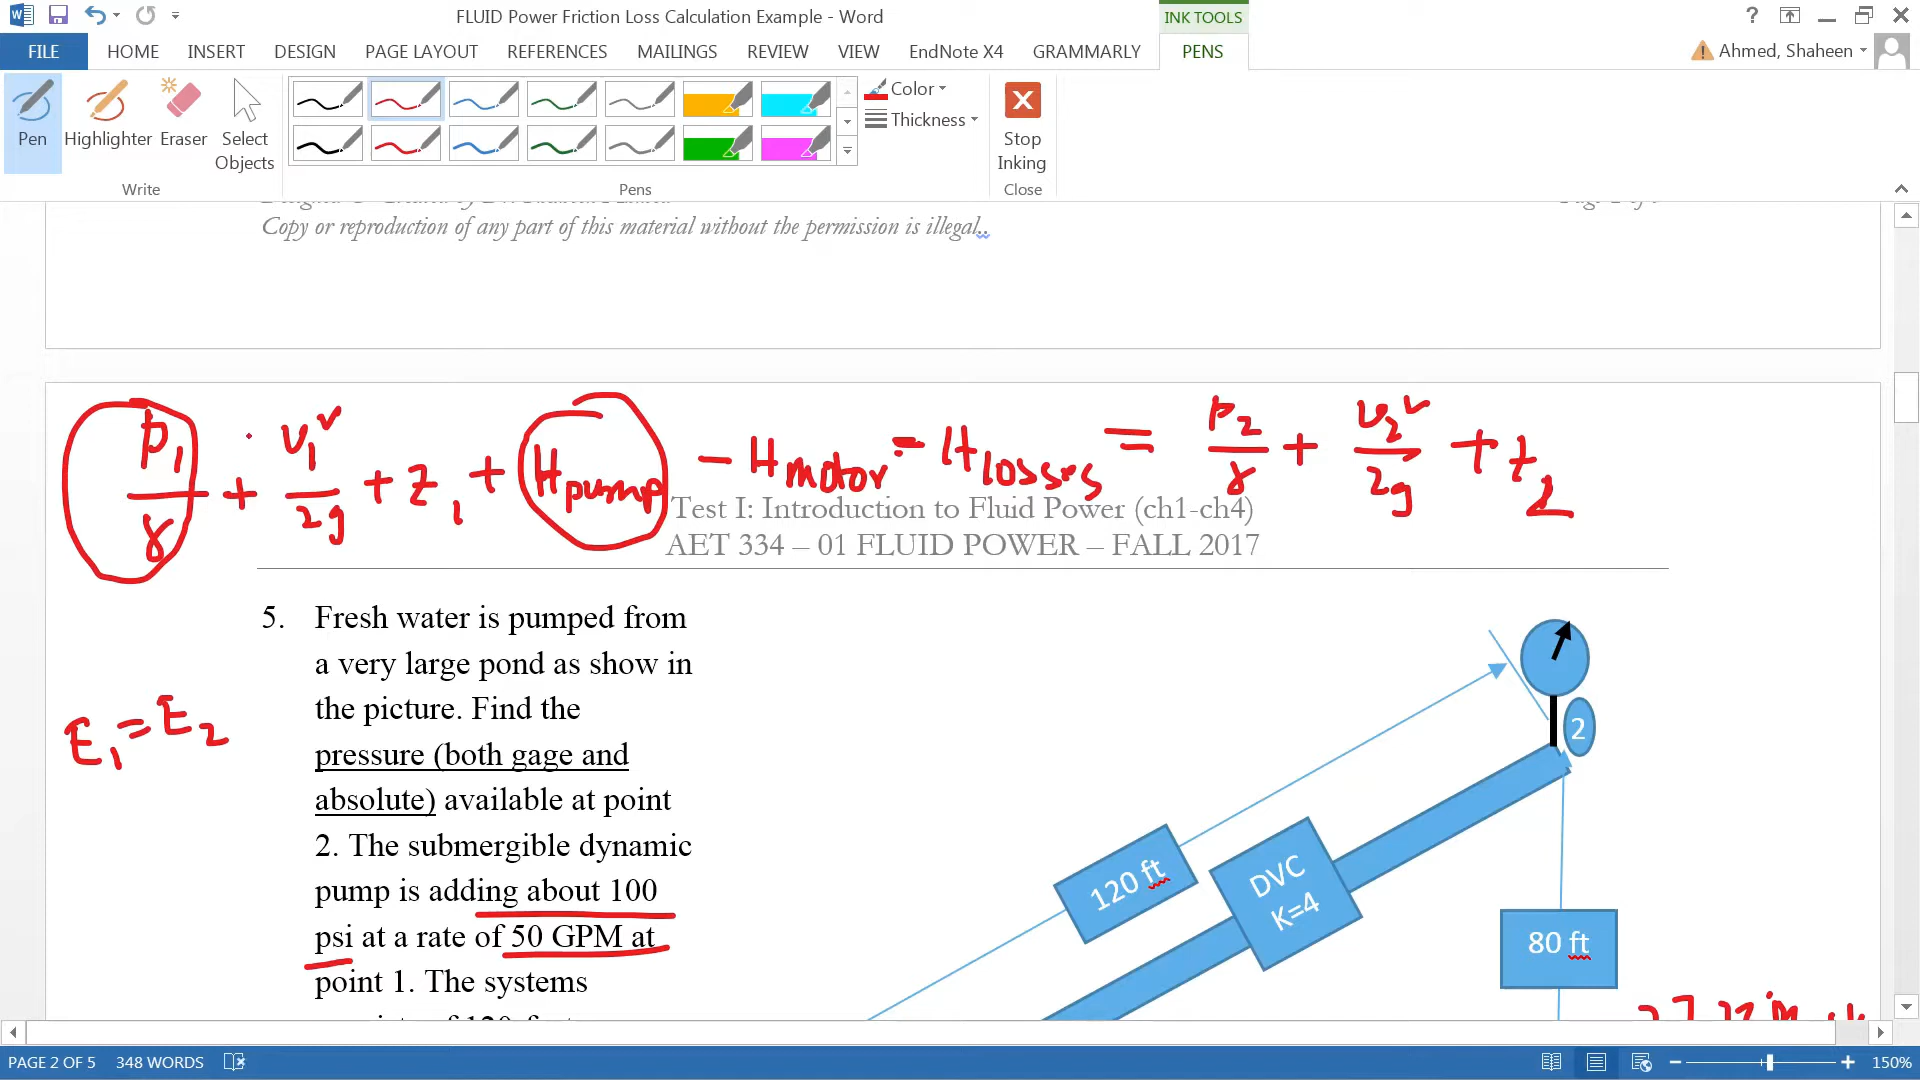 FLUID Power Friction Loss Calculation Example - Word
INK TOOLS
FILE
HOME
INSERT
DESIGN
PAGE LAYOUT
REFERENCES
MAILINGS
REVIEW
VIEW
EndNote X4
GRAMMARLY
PENS
Ahmed, Shaheen
Pen
Highlighter
Eraser
Select Objects
Color
Thickness
Stop Inking
Write
Pens
Close
Copy or reproduction of any part of this material without the permission is illegal..
p₁/γ + v₁²/2g + z₁ + H pump - H motor - H losses = p₂/γ + v₂²/2g + z₂
Test I: Introduction to Fluid Power (ch1-ch4)
AET 334 – 01 FLUID POWER – FALL 2017
5. Fresh water is pumped from
a very large pond as show in
the picture. Find the
pressure (both gage and
absolute) available at point
2. The submergible dynamic
pump is adding about 100
psi at a rate of 50 GPM at
point 1. The systems
E₁=E₂
2
120 ft
DVC
K=4
80 ft
PAGE 2 OF 5
348 WORDS
150%